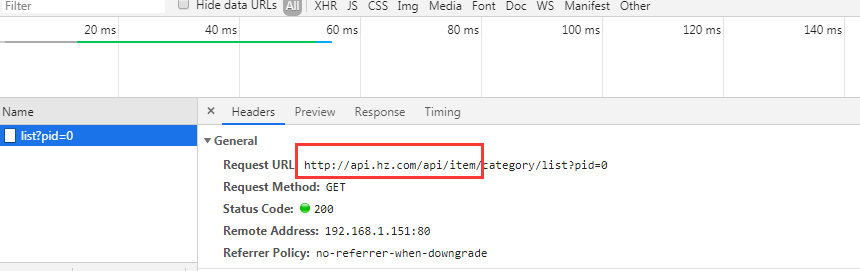 Filter Hide data URLs All XHR JS CSS Img Media Font Doc WS Manifest Other
20 ms 40 ms 60 ms 80 ms 100 ms 120 ms 140 ms
Name × Headers Preview Response Timing
list?pid=0
▼General
Request URL: http://api.hz.com/api/item/category/list?pid=0
Request Method: GET
Status Code: 200
Remote Address: 192.168.1.151:80
Referrer Policy: no-referrer-when-downgrade